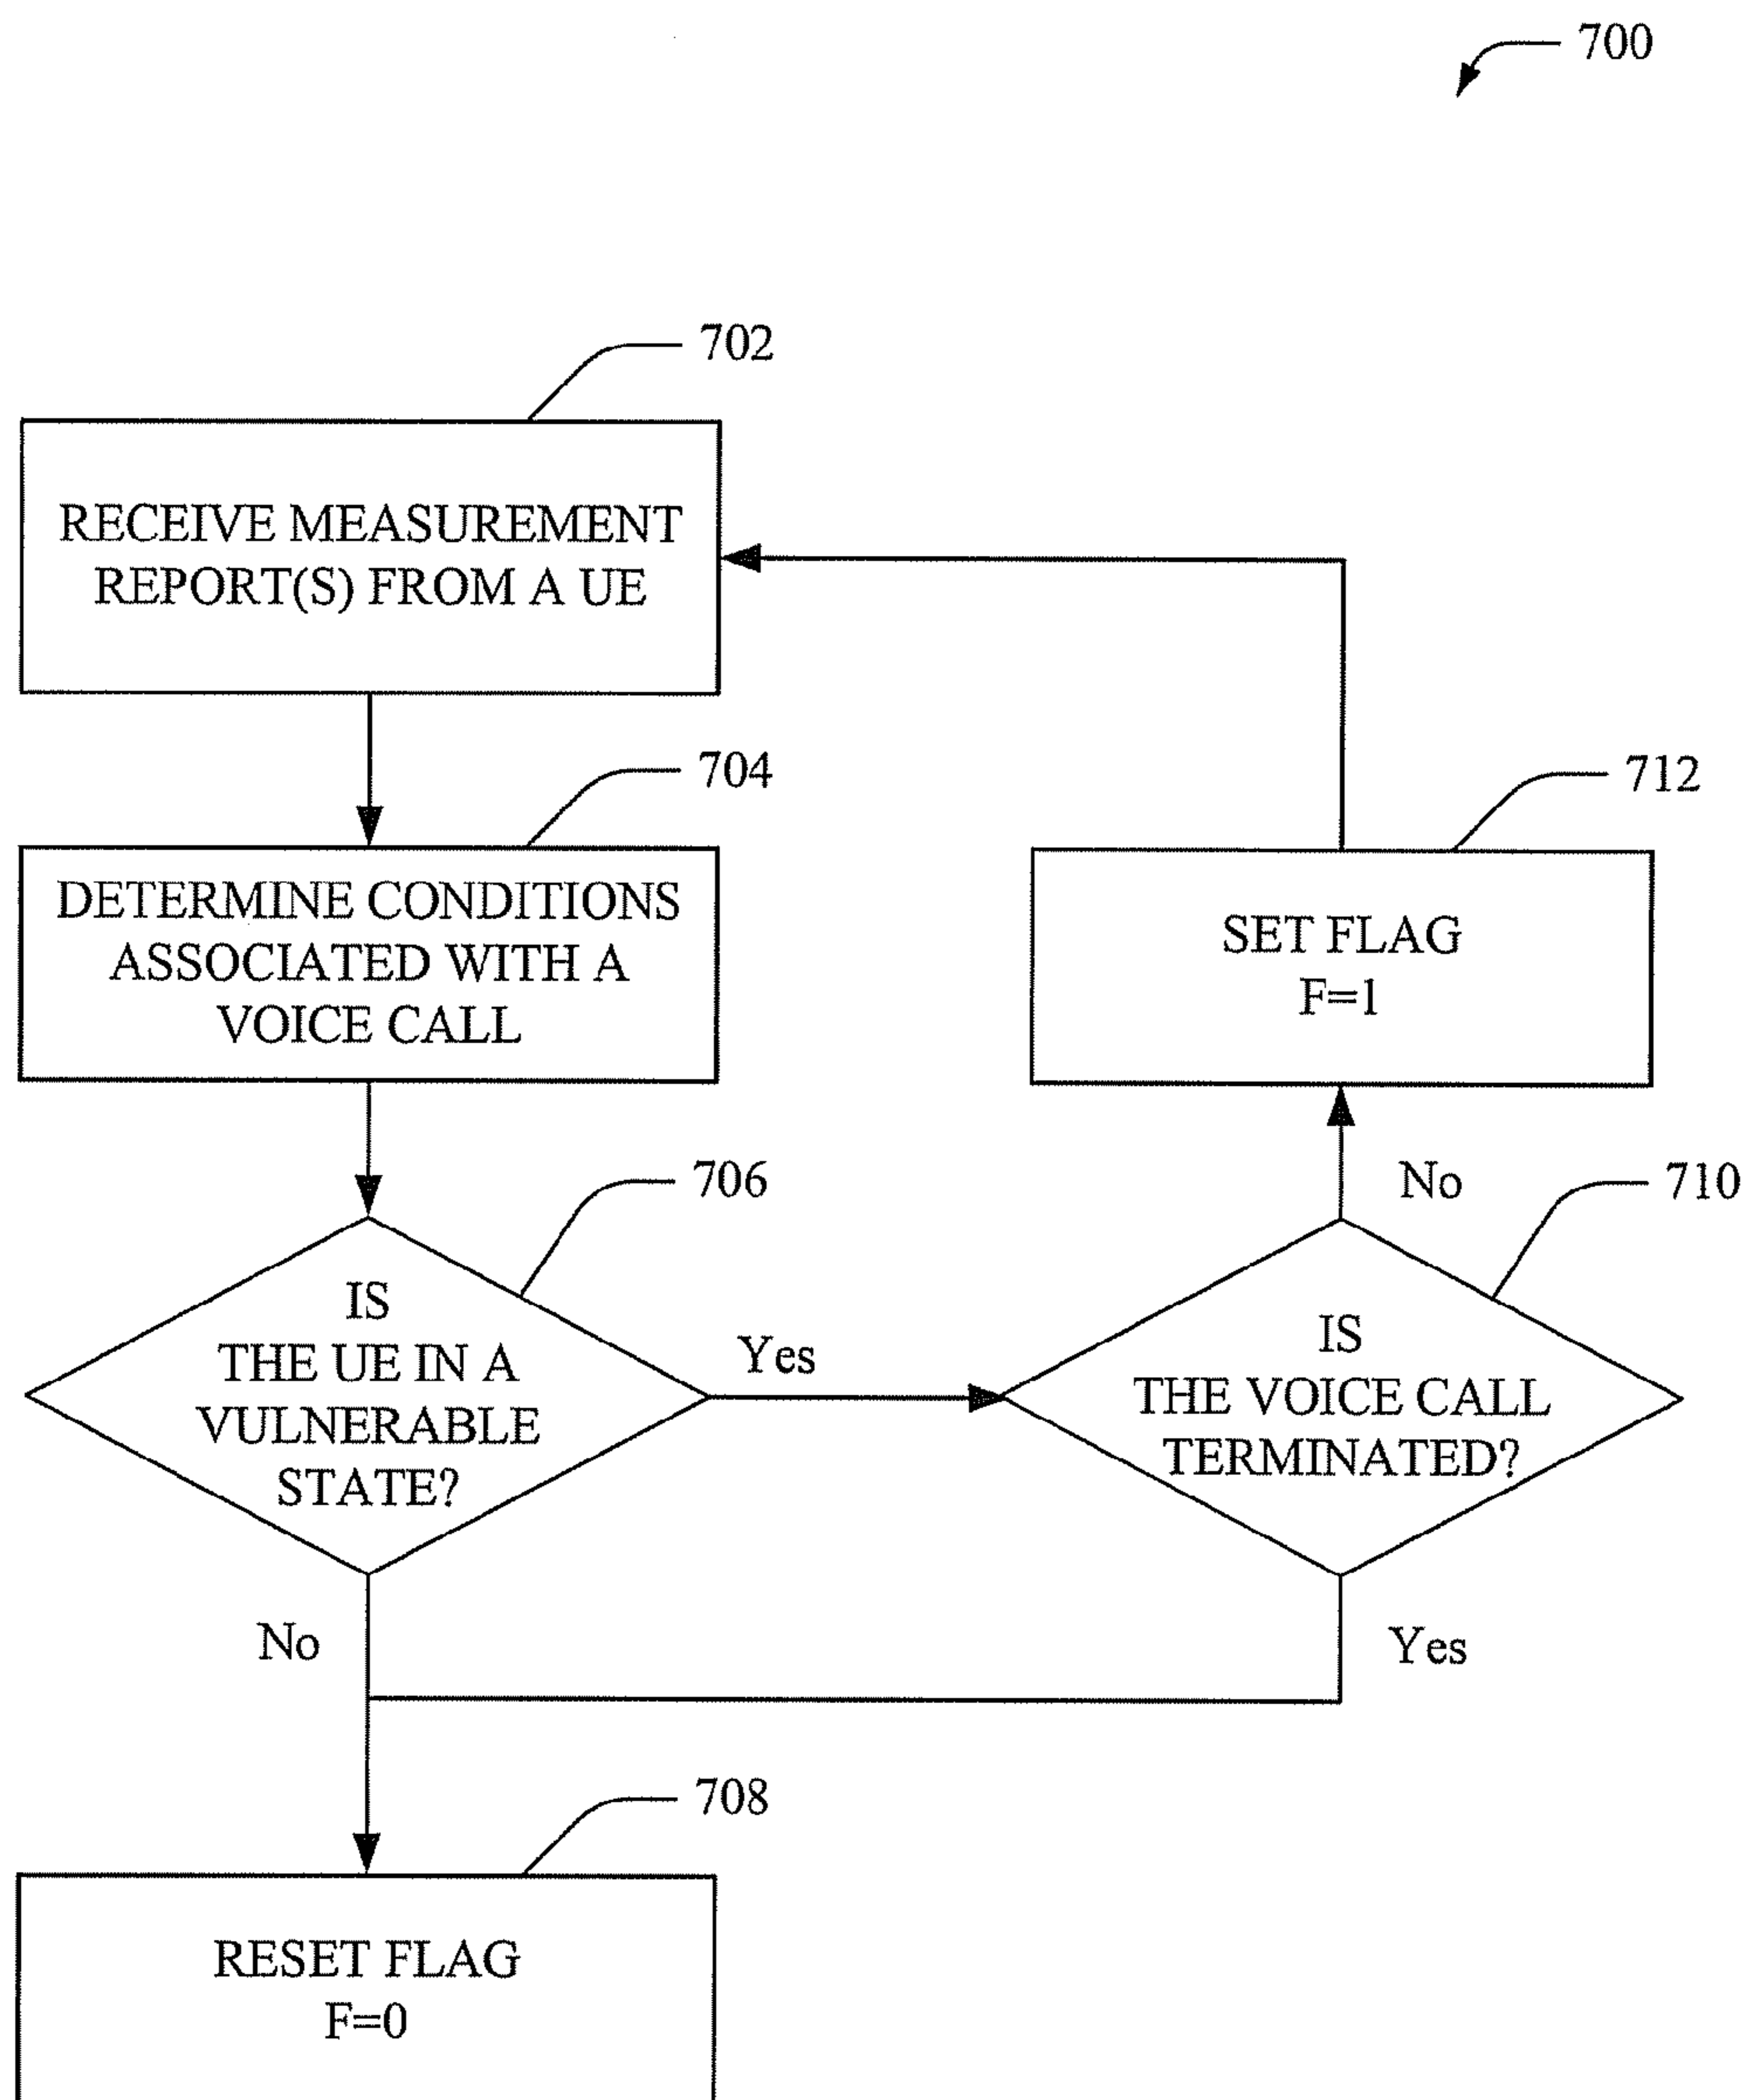 700
702
RECEIVE MEASUREMENT
REPORT(S) FROM A UE
704
DETERMINE CONDITIONS
ASSOCIATED WITH A
VOICE CALL
712
SET FLAG
F=1
706
IS
THE UE IN A
VULNERABLE
STATE?
Yes
No
710
IS
THE VOICE CALL
TERMINATED?
No
Yes
708
RESET FLAG
F=0